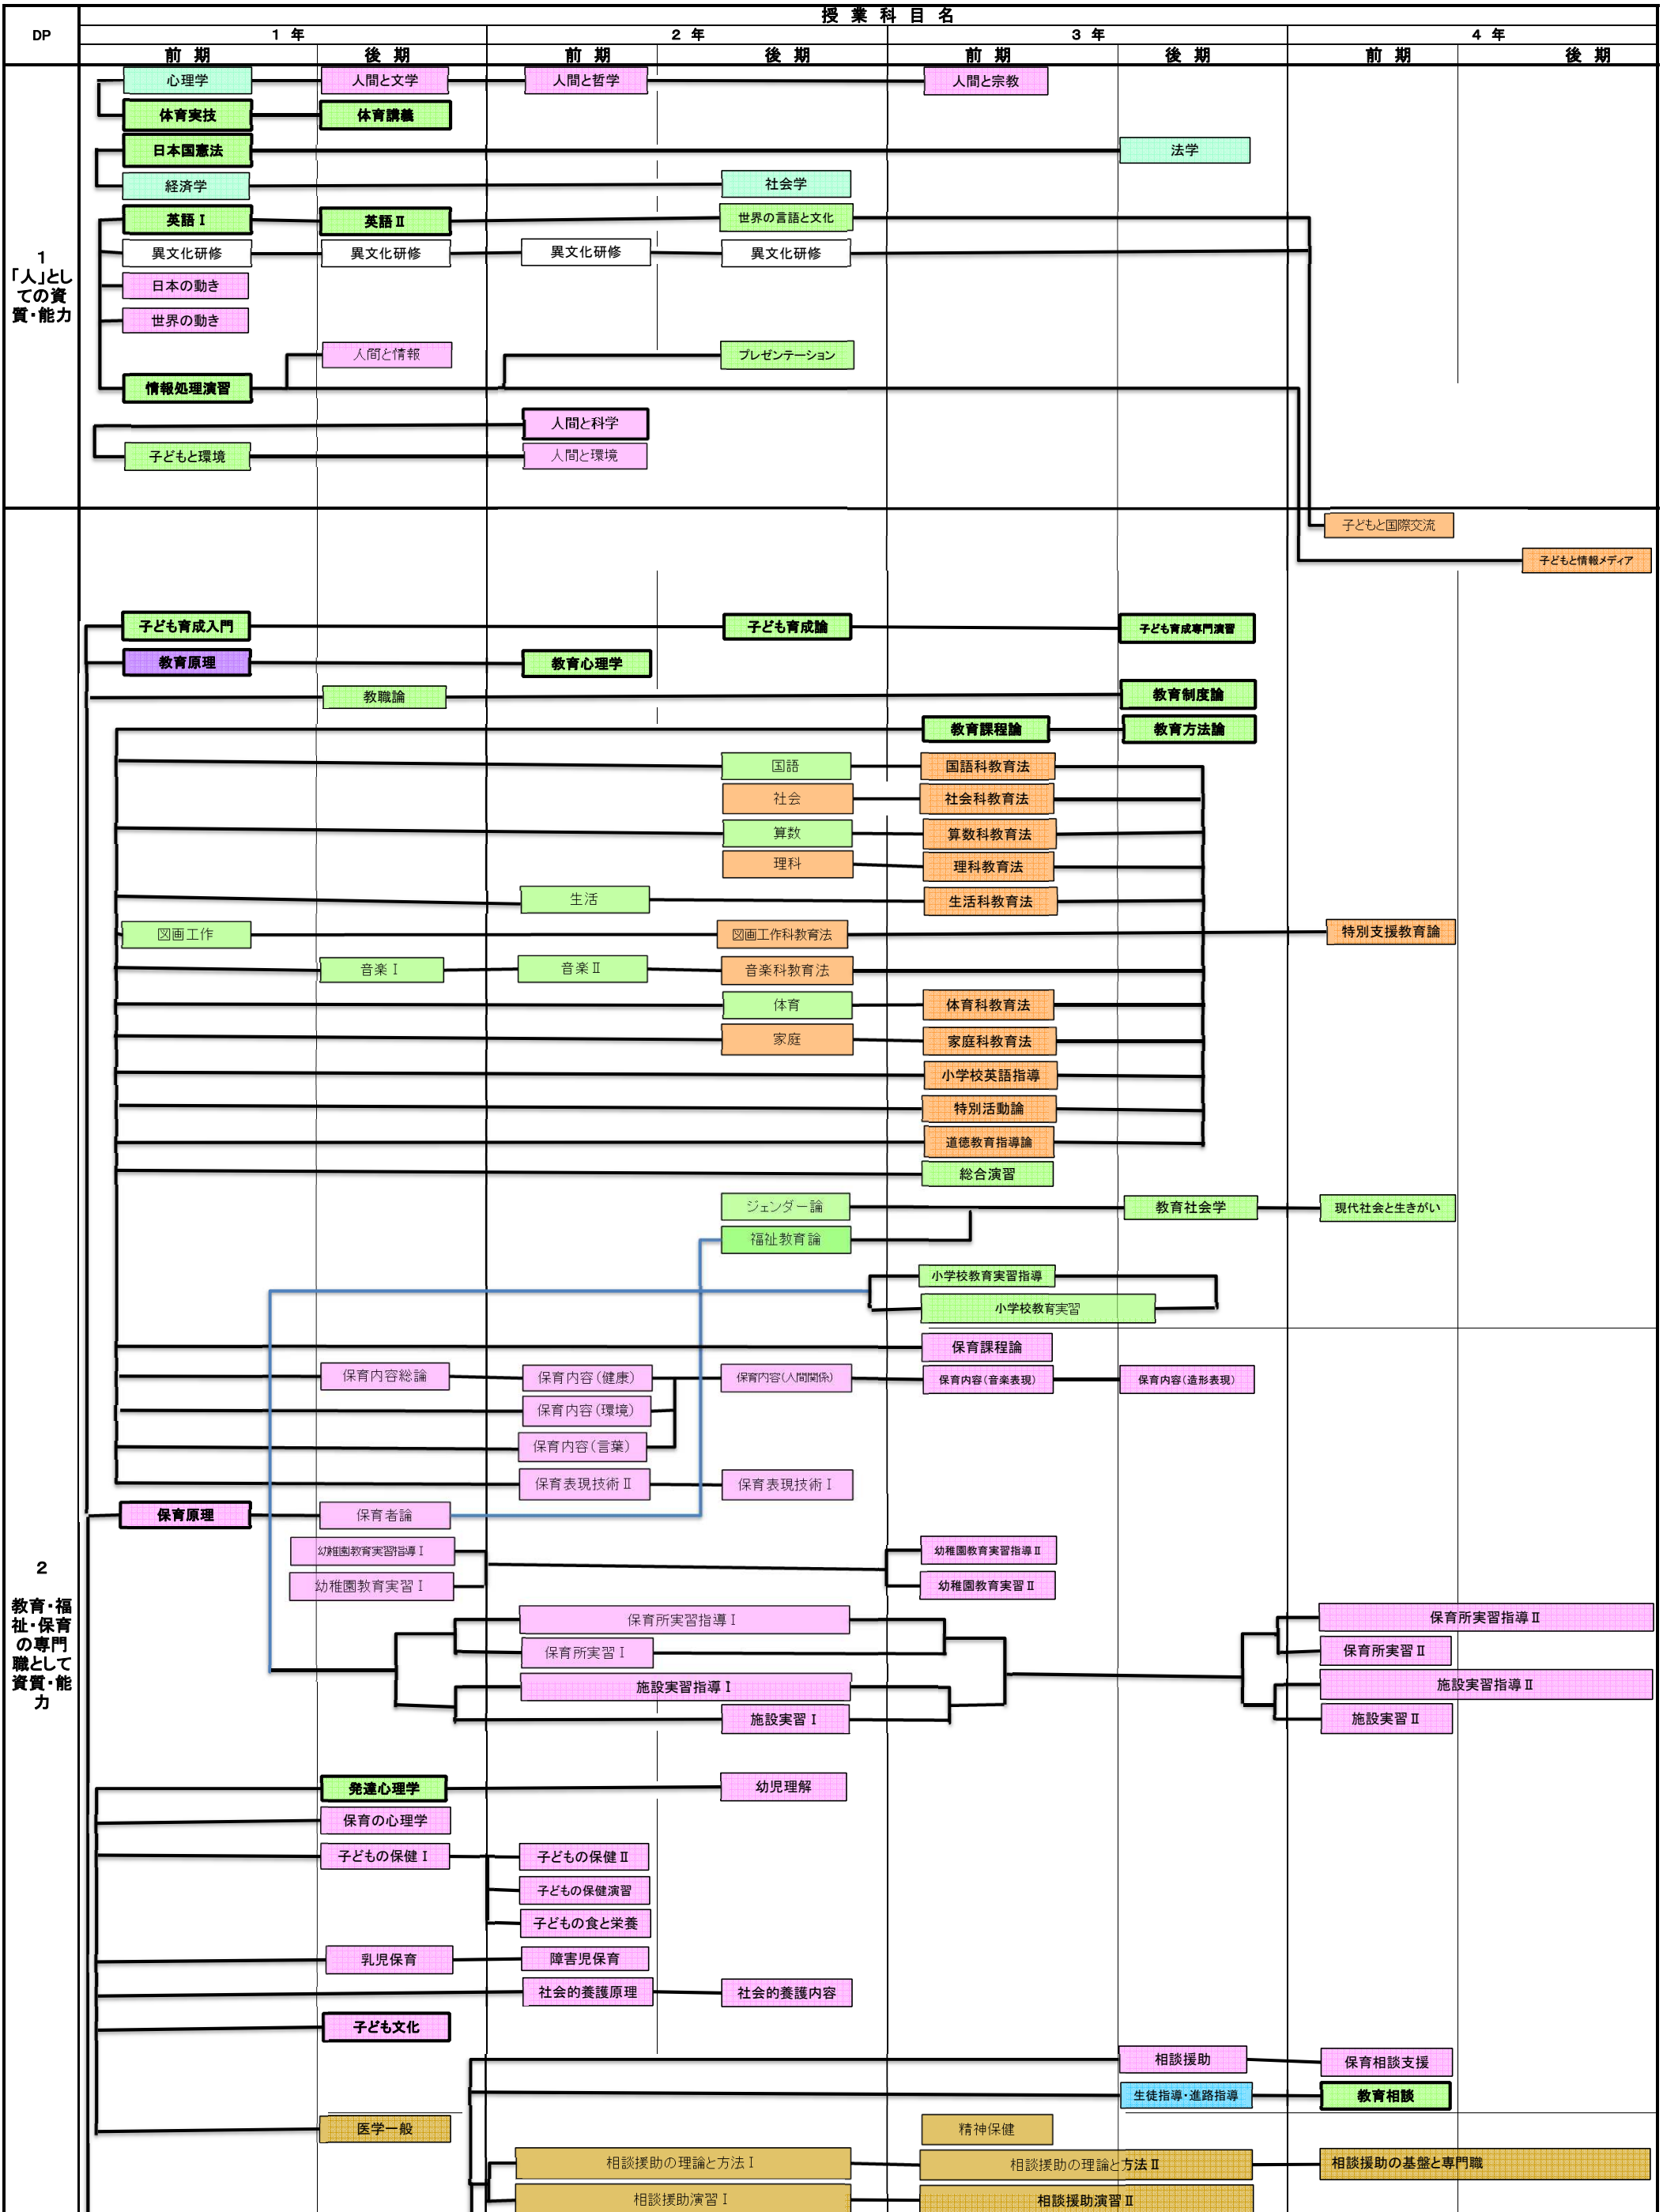 授業科目名
DP
1 年
2 年
3 年
4 年
前 期
後 期
前 期
後 期
前 期
後 期
前 期
後 期
1
「人」とし
ての資
質・能力
心理学
人間と文学
人間と哲学
人間と宗教
体育実技
体育講義
日本国憲法
法学
経済学
社会学
英語Ⅰ
英語Ⅱ
世界の言語と文化
異文化研修
異文化研修
異文化研修
異文化研修
日本の動き
世界の動き
人間と情報
プレゼンテーション
情報処理演習
人間と科学
子どもと環境
人間と環境
2
教育・福
祉・保育
の専門
職として
資質・能
力
子どもと国際交流
子どもと情報メディア
子ども育成入門
子ども育成論
子ども育成専門演習
教育原理
教育心理学
教職論
教育制度論
教育課程論
教育方法論
国語
国語科教育法
社会
社会科教育法
算数
算数科教育法
理科
理科教育法
生活
生活科教育法
図画工作
図画工作科教育法
特別支援教育論
音楽Ⅰ
音楽Ⅱ
音楽科教育法
体育
体育科教育法
家庭
家庭科教育法
小学校英語指導
特別活動論
道徳教育指導論
総合演習
ジェンダー論
教育社会学
現代社会と生きがい
福祉教育論
小学校教育実習指導
小学校教育実習
保育課程論
保育内容総論
保育内容(健康)
保育内容(人間関係)
保育内容(音楽表現)
保育内容(造形表現)
保育内容(環境)
保育内容(言葉)
保育表現技術Ⅱ
保育表現技術Ⅰ
保育原理
保育者論
幼稚園教育実習指導Ⅰ
幼稚園教育実習指導Ⅱ
幼稚園教育実習Ⅰ
幼稚園教育実習Ⅱ
保育所実習指導Ⅰ
保育所実習指導Ⅱ
保育所実習Ⅰ
保育所実習Ⅱ
施設実習指導Ⅰ
施設実習指導Ⅱ
施設実習Ⅰ
施設実習Ⅱ
発達心理学
幼児理解
保育の心理学
子どもの保健Ⅰ
子どもの保健Ⅱ
子どもの保健演習
子どもの食と栄養
乳児保育
障害児保育
社会的養護原理
社会的養護内容
子ども文化
相談援助
保育相談支援
生徒指導・進路指導
教育相談
医学一般
精神保健
相談援助の理論と方法Ⅰ
相談援助の理論と方法Ⅱ
相談援助の基盤と専門職
相談援助演習Ⅰ
相談援助演習Ⅱ